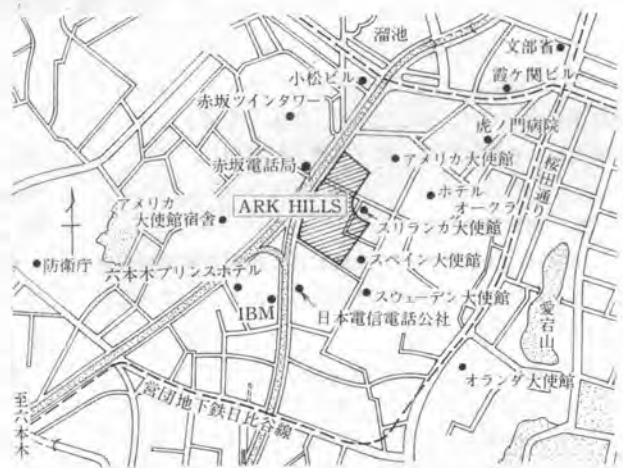 溜池
文部省
小松ビル
霞ケ関ビル
赤坂ツインタワー
虎ノ門病院
赤坂電話局
アメリカ大使館
桜田通り
アメリカ
大使館宿舎
ARK HILLS
ホテル
オークラ
スリランカ大使館
防衛庁
六本木プリンスホテル
スペイン大使館
IBM
日本電信電話公社
スウェーデン大使館
愛宕山
オランダ大使館
営団地下鉄日比谷線
至六本木